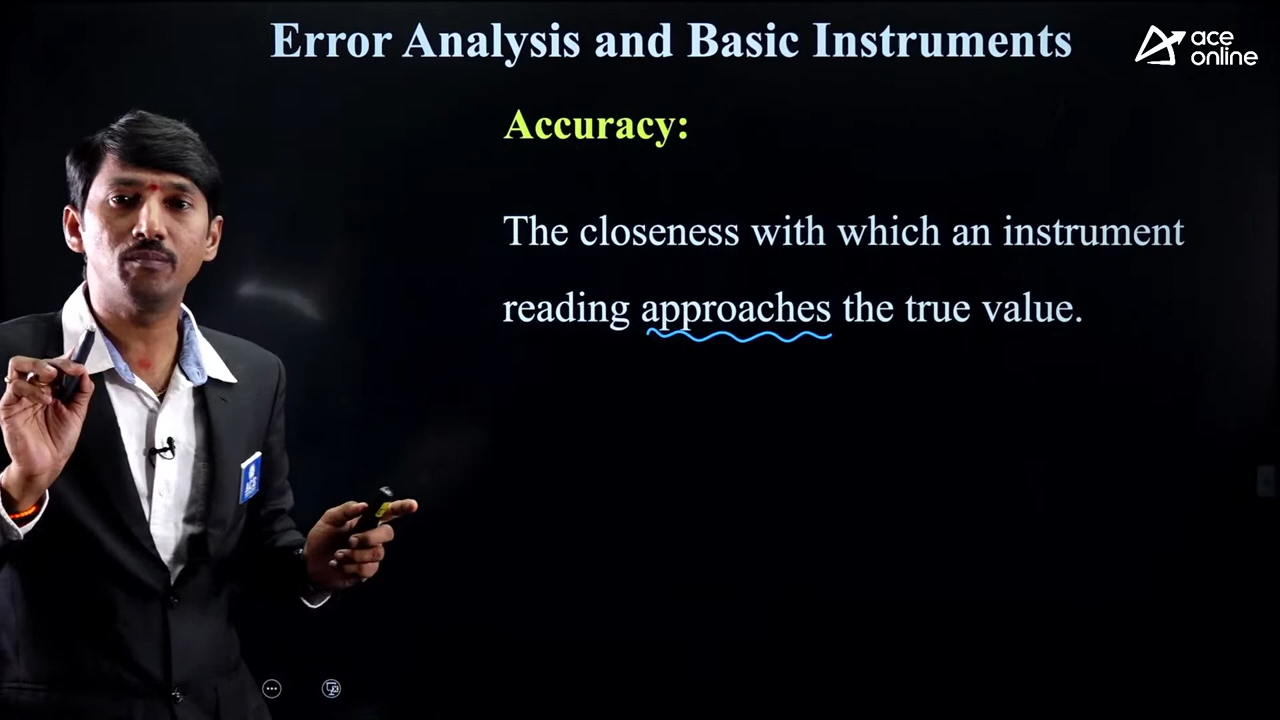 Error Analysis and Basic Instruments
ace
online
Accuracy:
The closeness with which an instrument
reading approaches the true value.
ACE